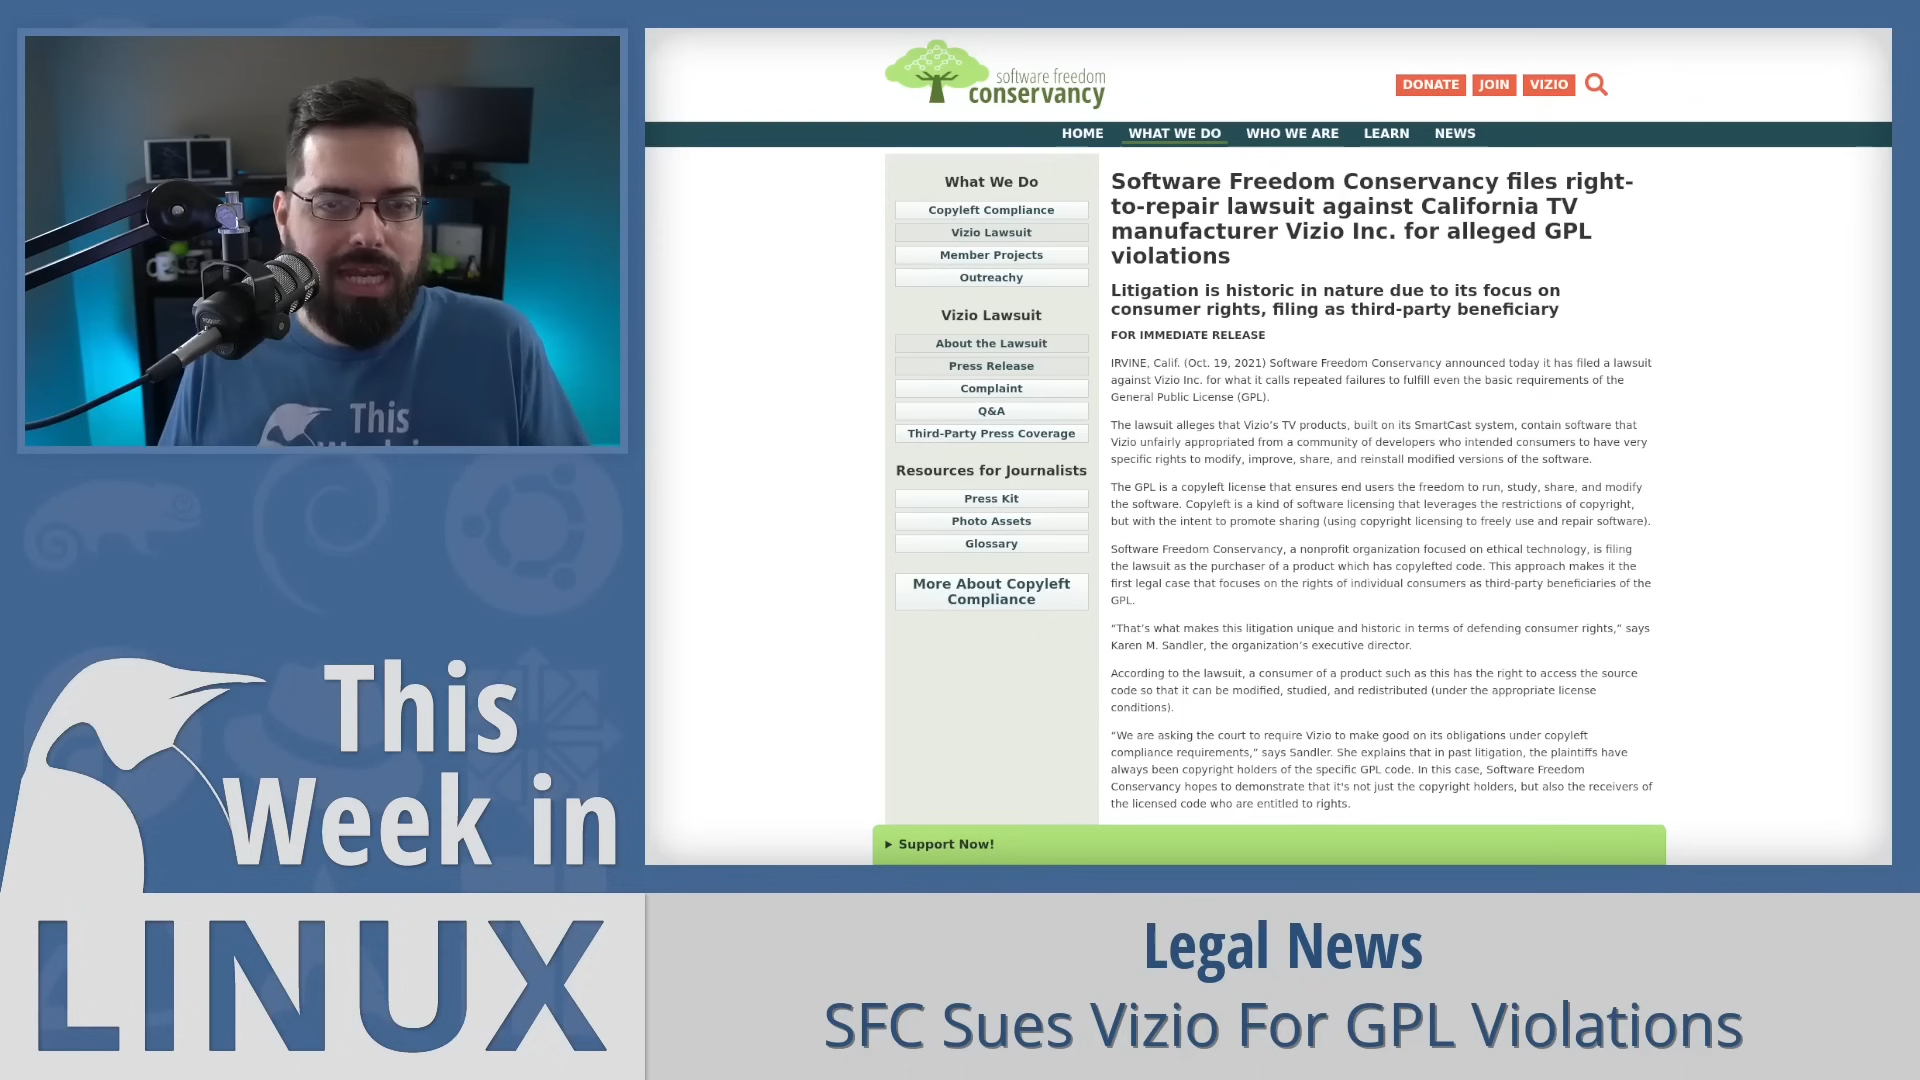 software freedom
conservancy
DONATE JOIN VIZIO
HOME WHAT WE DO WHO WE ARE LEARN NEWS
What We Do
Copyleft Compliance
Vizio Lawsuit
Member Projects
Outreachy
Vizio Lawsuit
About the Lawsuit
Press Release
Complaint
Q&A
Third-Party Press Coverage
Resources for Journalists
Press Kit
Photo Assets
Glossary
More About Copyleft
Compliance
Software Freedom Conservancy files right-
to-repair lawsuit against California TV
manufacturer Vizio Inc. for alleged GPL
violations
Litigation is historic in nature due to its focus on
consumer rights, filing as third-party beneficiary
FOR IMMEDIATE RELEASE
IRVINE, Calif. (Oct. 19, 2021) Software Freedom Conservancy announced today it has filed a lawsuit
against Vizio Inc. for what it calls repeated failures to fulfill even the basic requirements of the
General Public License (GPL).
The lawsuit alleges that Vizio’s TV products, built on its SmartCast system, contain software that
Vizio unfairly appropriated from a community of developers who intended consumers to have very
specific rights to modify, improve, share, and reinstall modified versions of the software.
The GPL is a copyleft license that ensures end users the freedom to run, study, share, and modify
the software. Copyleft is a kind of software licensing that leverages the restrictions of copyright,
but with the intent to promote sharing (using copyright licensing to freely use and repair software).
Software Freedom Conservancy, a nonprofit organization focused on ethical technology, is filing
the lawsuit as the purchaser of a product which has copylefted code. This approach makes it the
first legal case that focuses on the rights of individual consumers as third-party beneficiaries of the
GPL.
“That’s what makes this litigation unique and historic in terms of defending consumer rights,” says
Karen M. Sandler, the organization’s executive director.
According to the lawsuit, a consumer of a product such as this has the right to access the source
code so that it can be modified, studied, and redistributed (under the appropriate license
conditions).
“We are asking the court to require Vizio to make good on its obligations under copyleft
compliance requirements,” says Sandler. She explains that in past litigation, the plaintiffs have
always been copyright holders of the specific GPL code. In this case, Software Freedom
Conservancy hopes to demonstrate that it's not just the copyright holders, but also the receivers of
the licensed code who are entitled to rights.
Support Now!
This
Week in
This
Week in
LINUX
Legal News
SFC Sues Vizio For GPL Violations